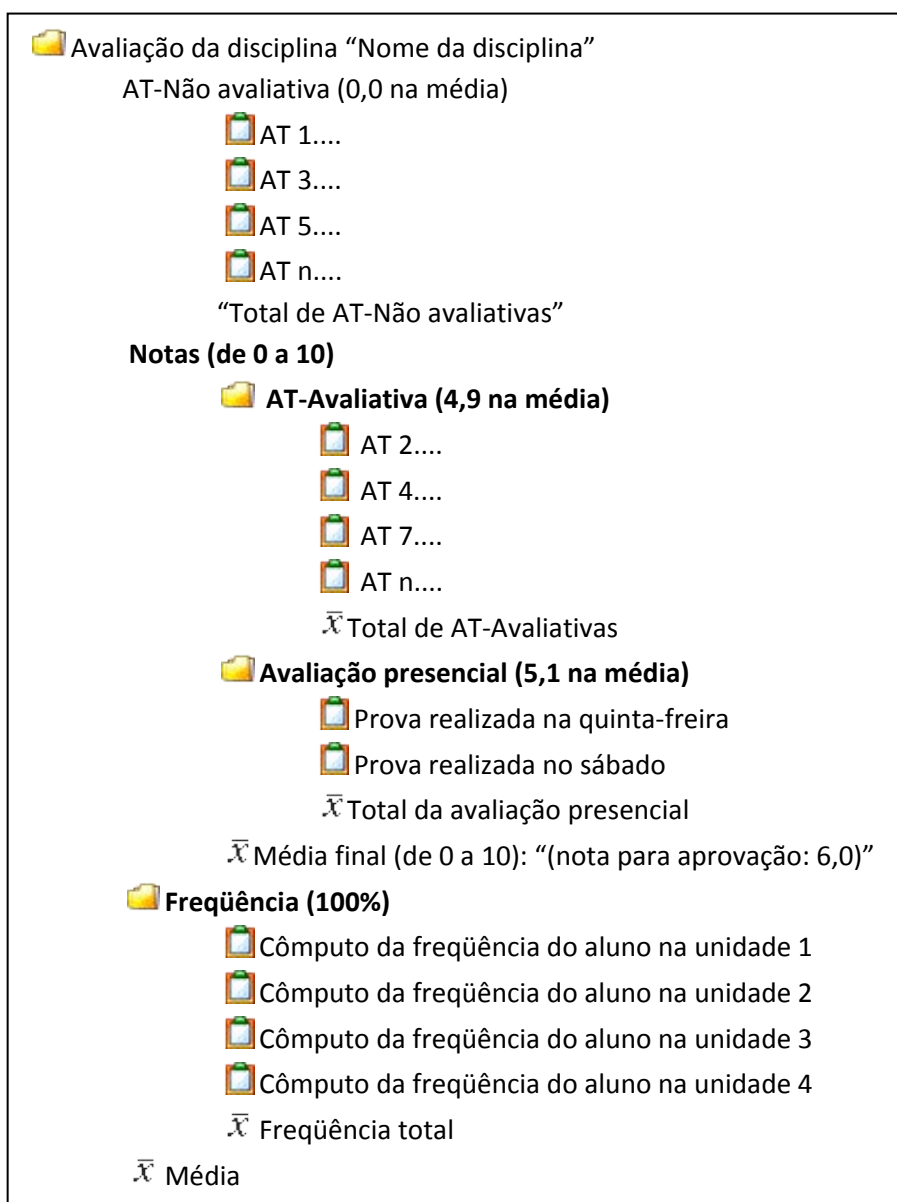 Avaliação da disciplina “Nome da disciplina”
AT-Não avaliativa (0,0 na média)
AT 1....
AT 3....
AT 5....
AT n....
“Total de AT-Não avaliativas”
Notas (de 0 a 10)
AT-Avaliativa (4,9 na média)
AT 2....
AT 4....
AT 7....
AT n....
x̅ Total de AT-Avaliativas
Avaliação presencial (5,1 na média)
Prova realizada na quinta-freira
Prova realizada no sábado
x̅ Total da avaliação presencial
x̅ Média final (de 0 a 10): “(nota para aprovação: 6,0)”
Freqüência (100%)
Cômputo da freqüência do aluno na unidade 1
Cômputo da freqüência do aluno na unidade 2
Cômputo da freqüência do aluno na unidade 3
Cômputo da freqüência do aluno na unidade 4
x̅ Freqüência total
x̅ Média